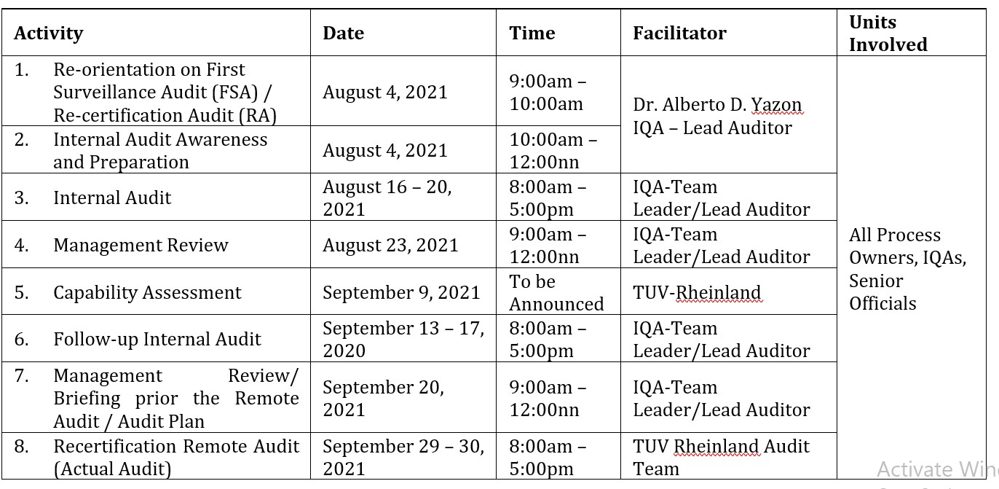 Activity
Date
Time
Facilitator
Units
Involved
1. Re-orientation on First
Surveillance Audit (FSA) /
Re-certification Audit (RA)
August 4, 2021
9:00am –
10:00am
Dr. Alberto D. Yazon
IQA – Lead Auditor
2. Internal Audit Awareness
and Preparation
August 4, 2021
10:00am –
12:00nn
3. Internal Audit
August 16 – 20,
2021
8:00am –
5:00pm
IQA-Team
Leader/Lead Auditor
4. Management Review
August 23, 2021
9:00am –
12:00nn
IQA-Team
Leader/Lead Auditor
5. Capability Assessment
September 9, 2021
To be
Announced
TUV-Rheinland
6. Follow-up Internal Audit
September 13 – 17,
2020
8:00am –
5:00pm
IQA-Team
Leader/Lead Auditor
7. Management Review/
Briefing prior the Remote
Audit / Audit Plan
September 20,
2021
9:00am –
12:00nn
IQA-Team
Leader/Lead Auditor
8. Recertification Remote Audit
(Actual Audit)
September 29 – 30,
2021
8:00am –
5:00pm
TUV Rheinland Audit
Team
All Process
Owners, IQAs,
Senior
Officials
Activate Win